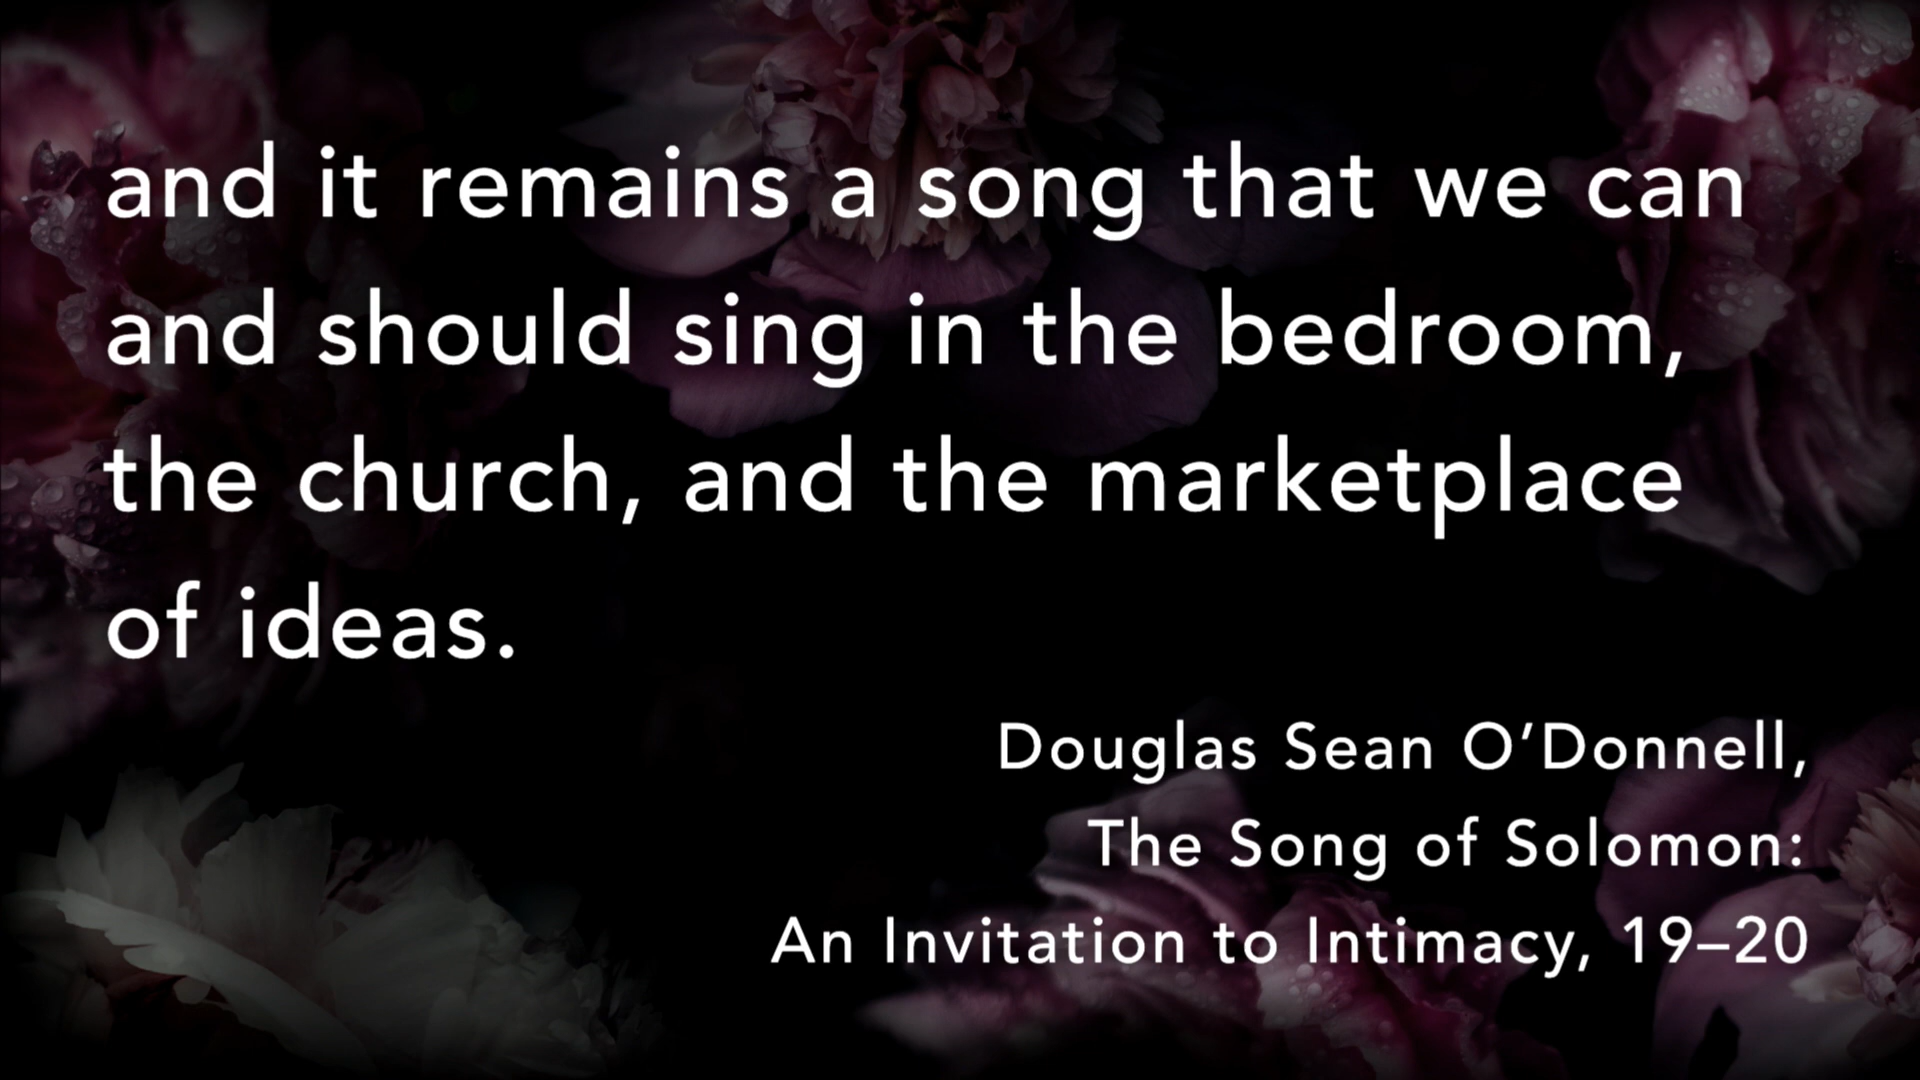 and it remains a song that we can
and should sing in the bedroom,
the church, and the marketplace
of ideas.
Douglas Sean O’Donnell,
The Song of Solomon:
An Invitation to Intimacy, 19–20